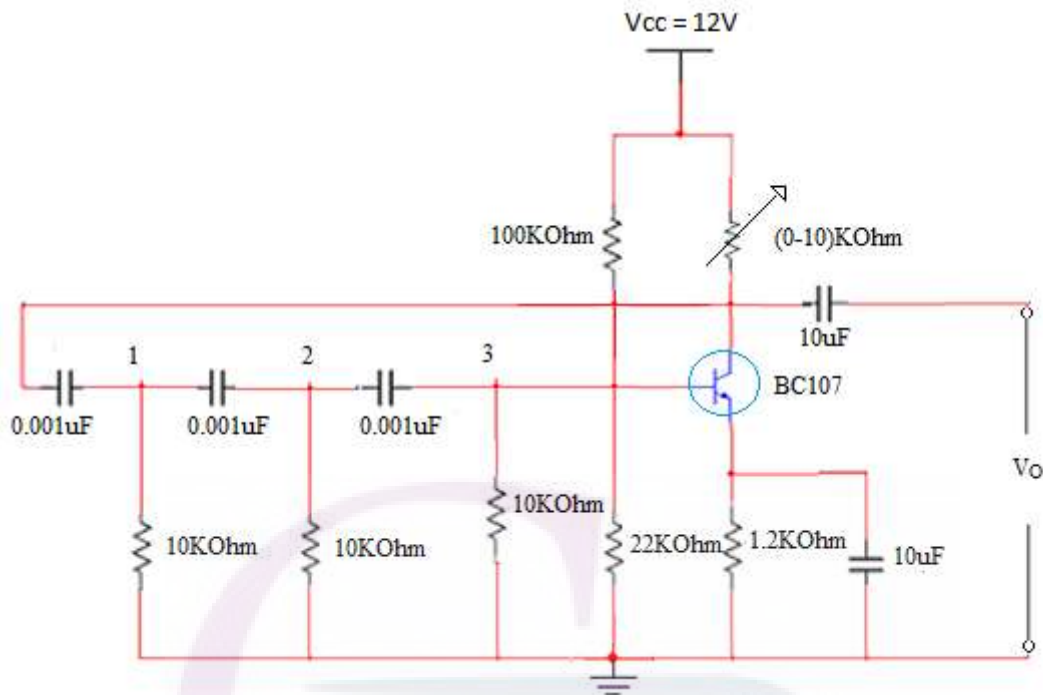 Vcc = 12V
100KOhm
(0-10)KOhm
10uF
1
2
3
BC107
0.001uF
0.001uF
0.001uF
Vo
10KOhm
10KOhm
10KOhm
22KOhm
1.2KOhm
10uF